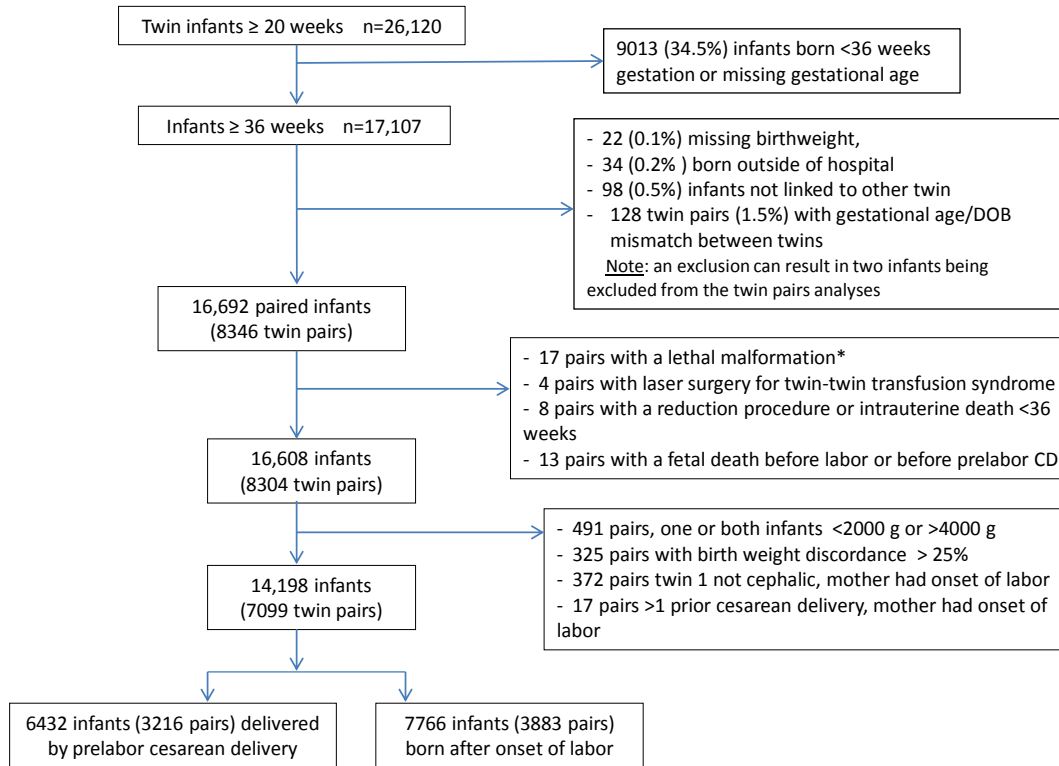 Twin infants ≥ 20 weeks n=26,120
9013 (34.5%) infants born <36 weeks
gestation or missing gestational age
Infants ≥ 36 weeks n=17,107
- 22 (0.1%) missing birthweight,
- 34 (0.2% ) born outside of hospital
- 98 (0.5%) infants not linked to other twin
- 128 twin pairs (1.5%) with gestational age/DOB
mismatch between twins
Note: an exclusion can result in two infants being
excluded from the twin pairs analyses
16,692 paired infants
(8346 twin pairs)
- 17 pairs with a lethal malformation*
- 4 pairs with laser surgery for twin-twin transfusion syndrome
- 8 pairs with a reduction procedure or intrauterine death <36
weeks
- 13 pairs with a fetal death before labor or before prelabor CD
16,608 infants
(8304 twin pairs)
- 491 pairs, one or both infants <2000 g or >4000 g
- 325 pairs with birth weight discordance > 25%
- 372 pairs twin 1 not cephalic, mother had onset of labor
- 17 pairs >1 prior cesarean delivery, mother had onset of
labor
14,198 infants
(7099 twin pairs)
6432 infants (3216 pairs) delivered
by prelabor cesarean delivery
7766 infants (3883 pairs)
born after onset of labor